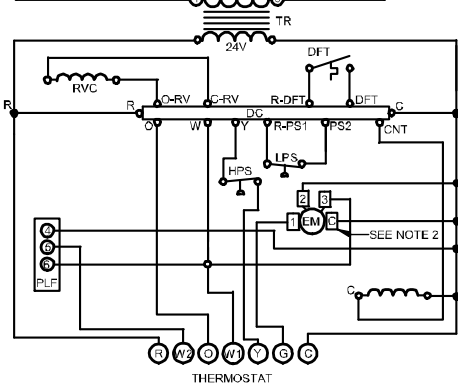 TR
24V
DFT
RVC
O-RV C-RV R-DFT DFT
R R DC C
O W Y R-PS1 PS2 CNT
LPS
HPS
2 3
1 EM C
SEE NOTE 2
4
5
6
PLF
C
R W2 O W1 Y G C
THERMOSTAT